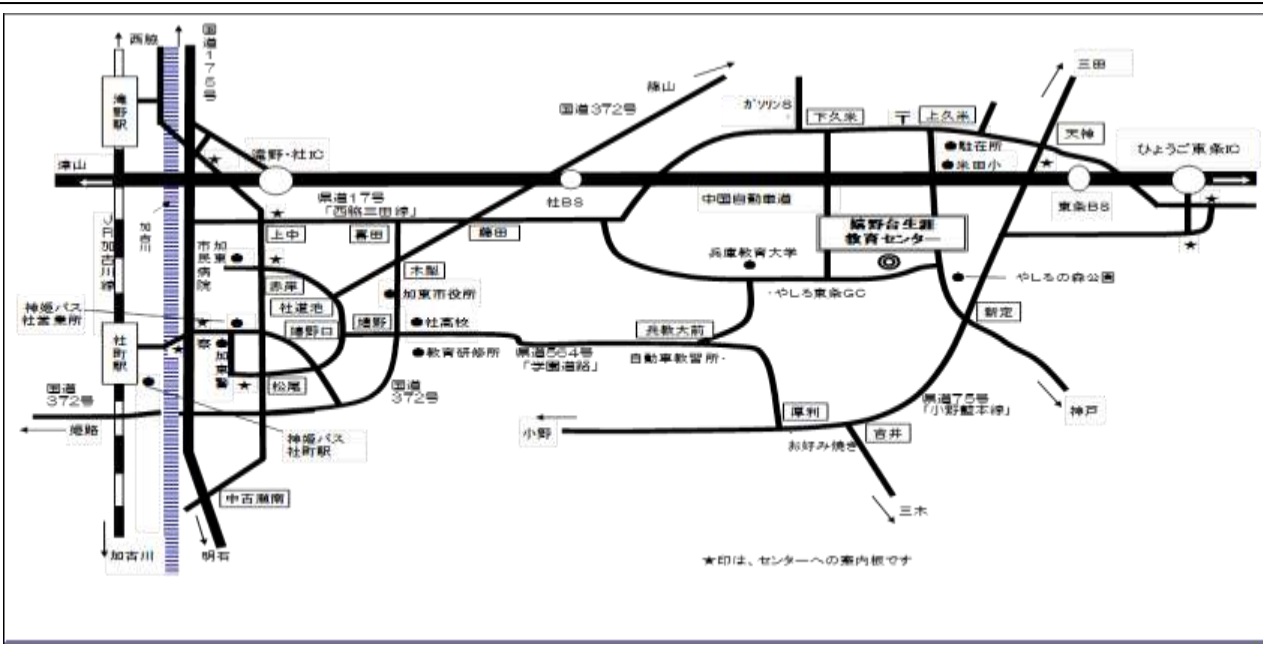 西脇
国道175号
滝野駅
津山
滝野・社IC
国道372号
篠山
ガソリンS
下久米
〒
上久米
三田
天神
駐在所
米田小
ひょうご東条IC
県道17号
「西脇三田線」
社BS
中国自動車道
東条BS
JR加古川線
加古川
上中
喜田
藤田
嬉野台生涯
教育センター
加東
市民病院
赤岸
木梨
加東市役所
兵庫教育大学
やしろの森公園
・やしろ東条GC
神姫バス
社営業所
社道池
嬉野口
嬉野
社高校
兵教大前
新定
社町駅
加東警察
教育研修所
県道564号
「学園道路」
自動車教習所・
国道
372号
松尾
国道
372号
県道75号
「小野藍本線」
神戸
姫路
神姫バス
社町駅
小野
厚利
吉井
お好み焼き
中古瀬南
三木
加古川
明石
★印は、センターへの案内板です